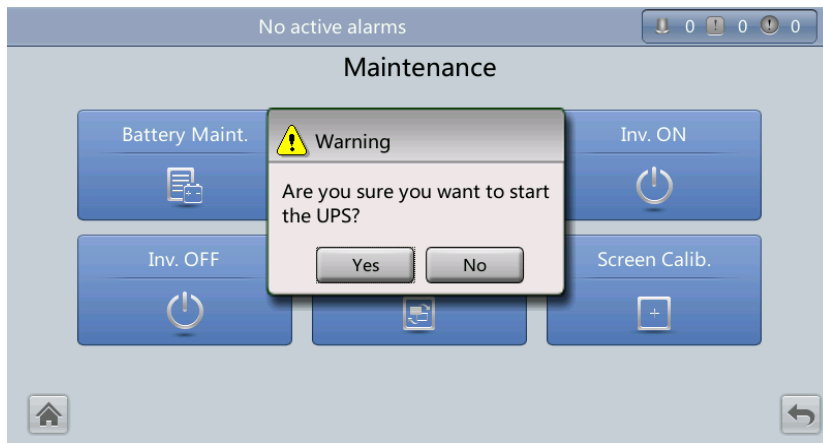 No active alarms
0 0 0
Maintenance
Battery Maint.
Inv. ON
Warning
Are you sure you want to start
the UPS?
Yes
No
Inv. OFF
Screen Calib.